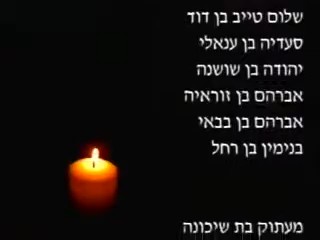 שלום טייב בן דוד
סעדיה בן ענאלי
יהודה בן שושנה
אברהם בן זוראיה
אברהם בן בבאי
בנימין בן רחל
מעתוק בת שיכונה